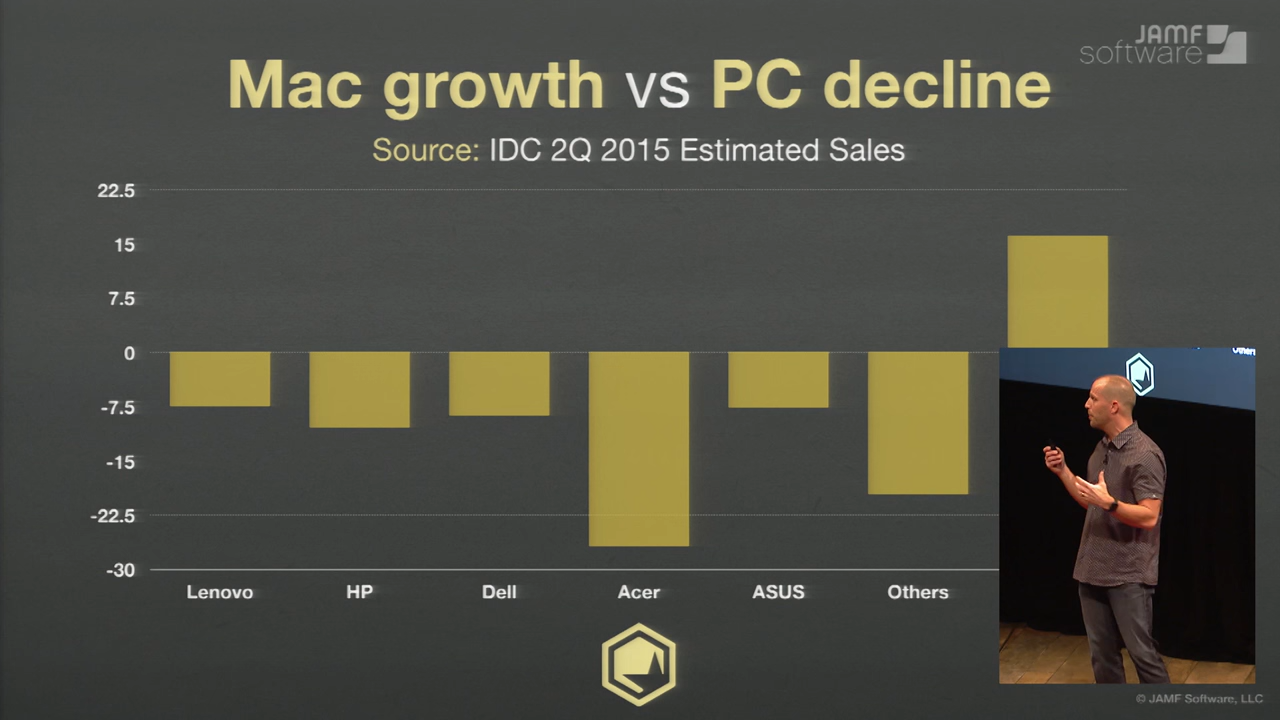 JAMF
software
Mac growth vs PC decline
Source: IDC 2Q 2015 Estimated Sales
22.5
15
7.5
0
-7.5
-15
-22.5
-30
Lenovo HP Dell Acer ASUS Others
Others
© JAMF Software, LLC